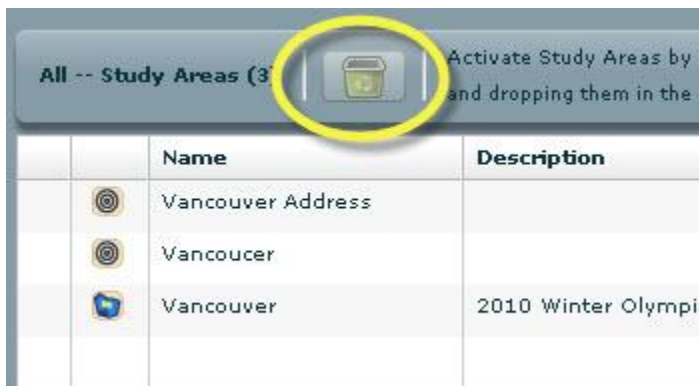 All -- Study Areas (3)
Activate Study Areas by
and dropping them in the
Name Description
Vancouver Address
Vancoucer
Vancouver 2010 Winter Olympi